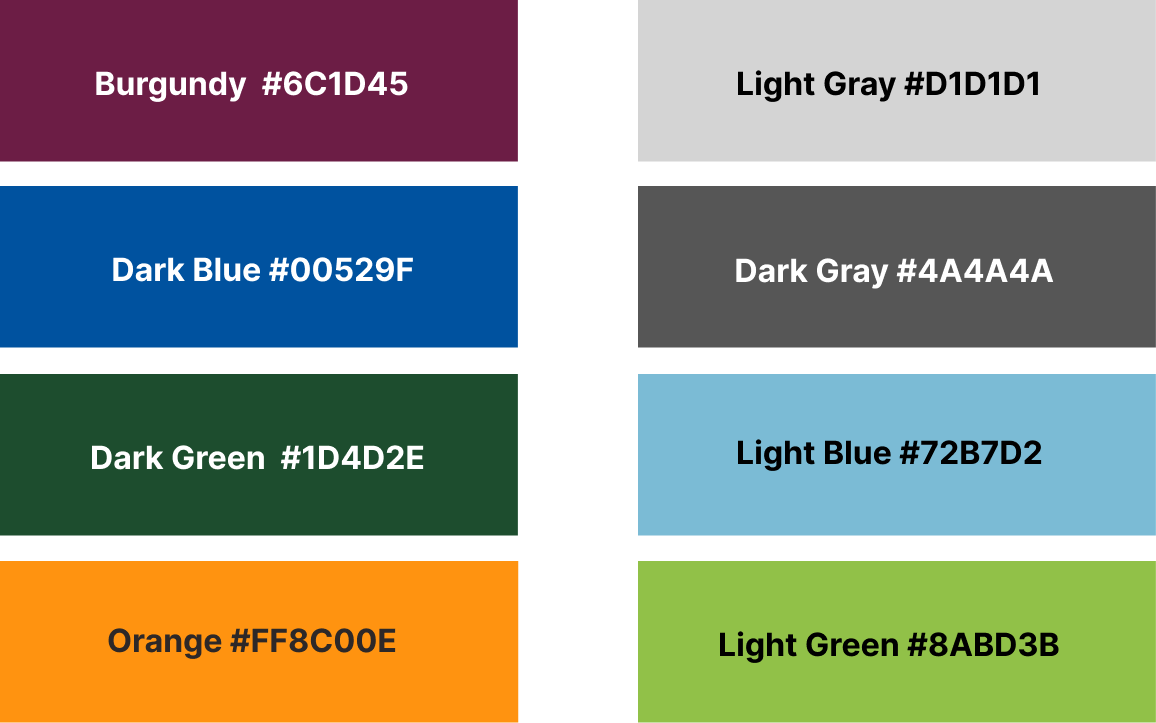 Burgundy  #6C1D45
Light Gray #D1D1D1
Dark Blue #00529F
Dark Gray #4A4A4A
Dark Green  #1D4D2E
Light Blue #72B7D2
Orange #FF8C00E
Light Green #8ABD3B